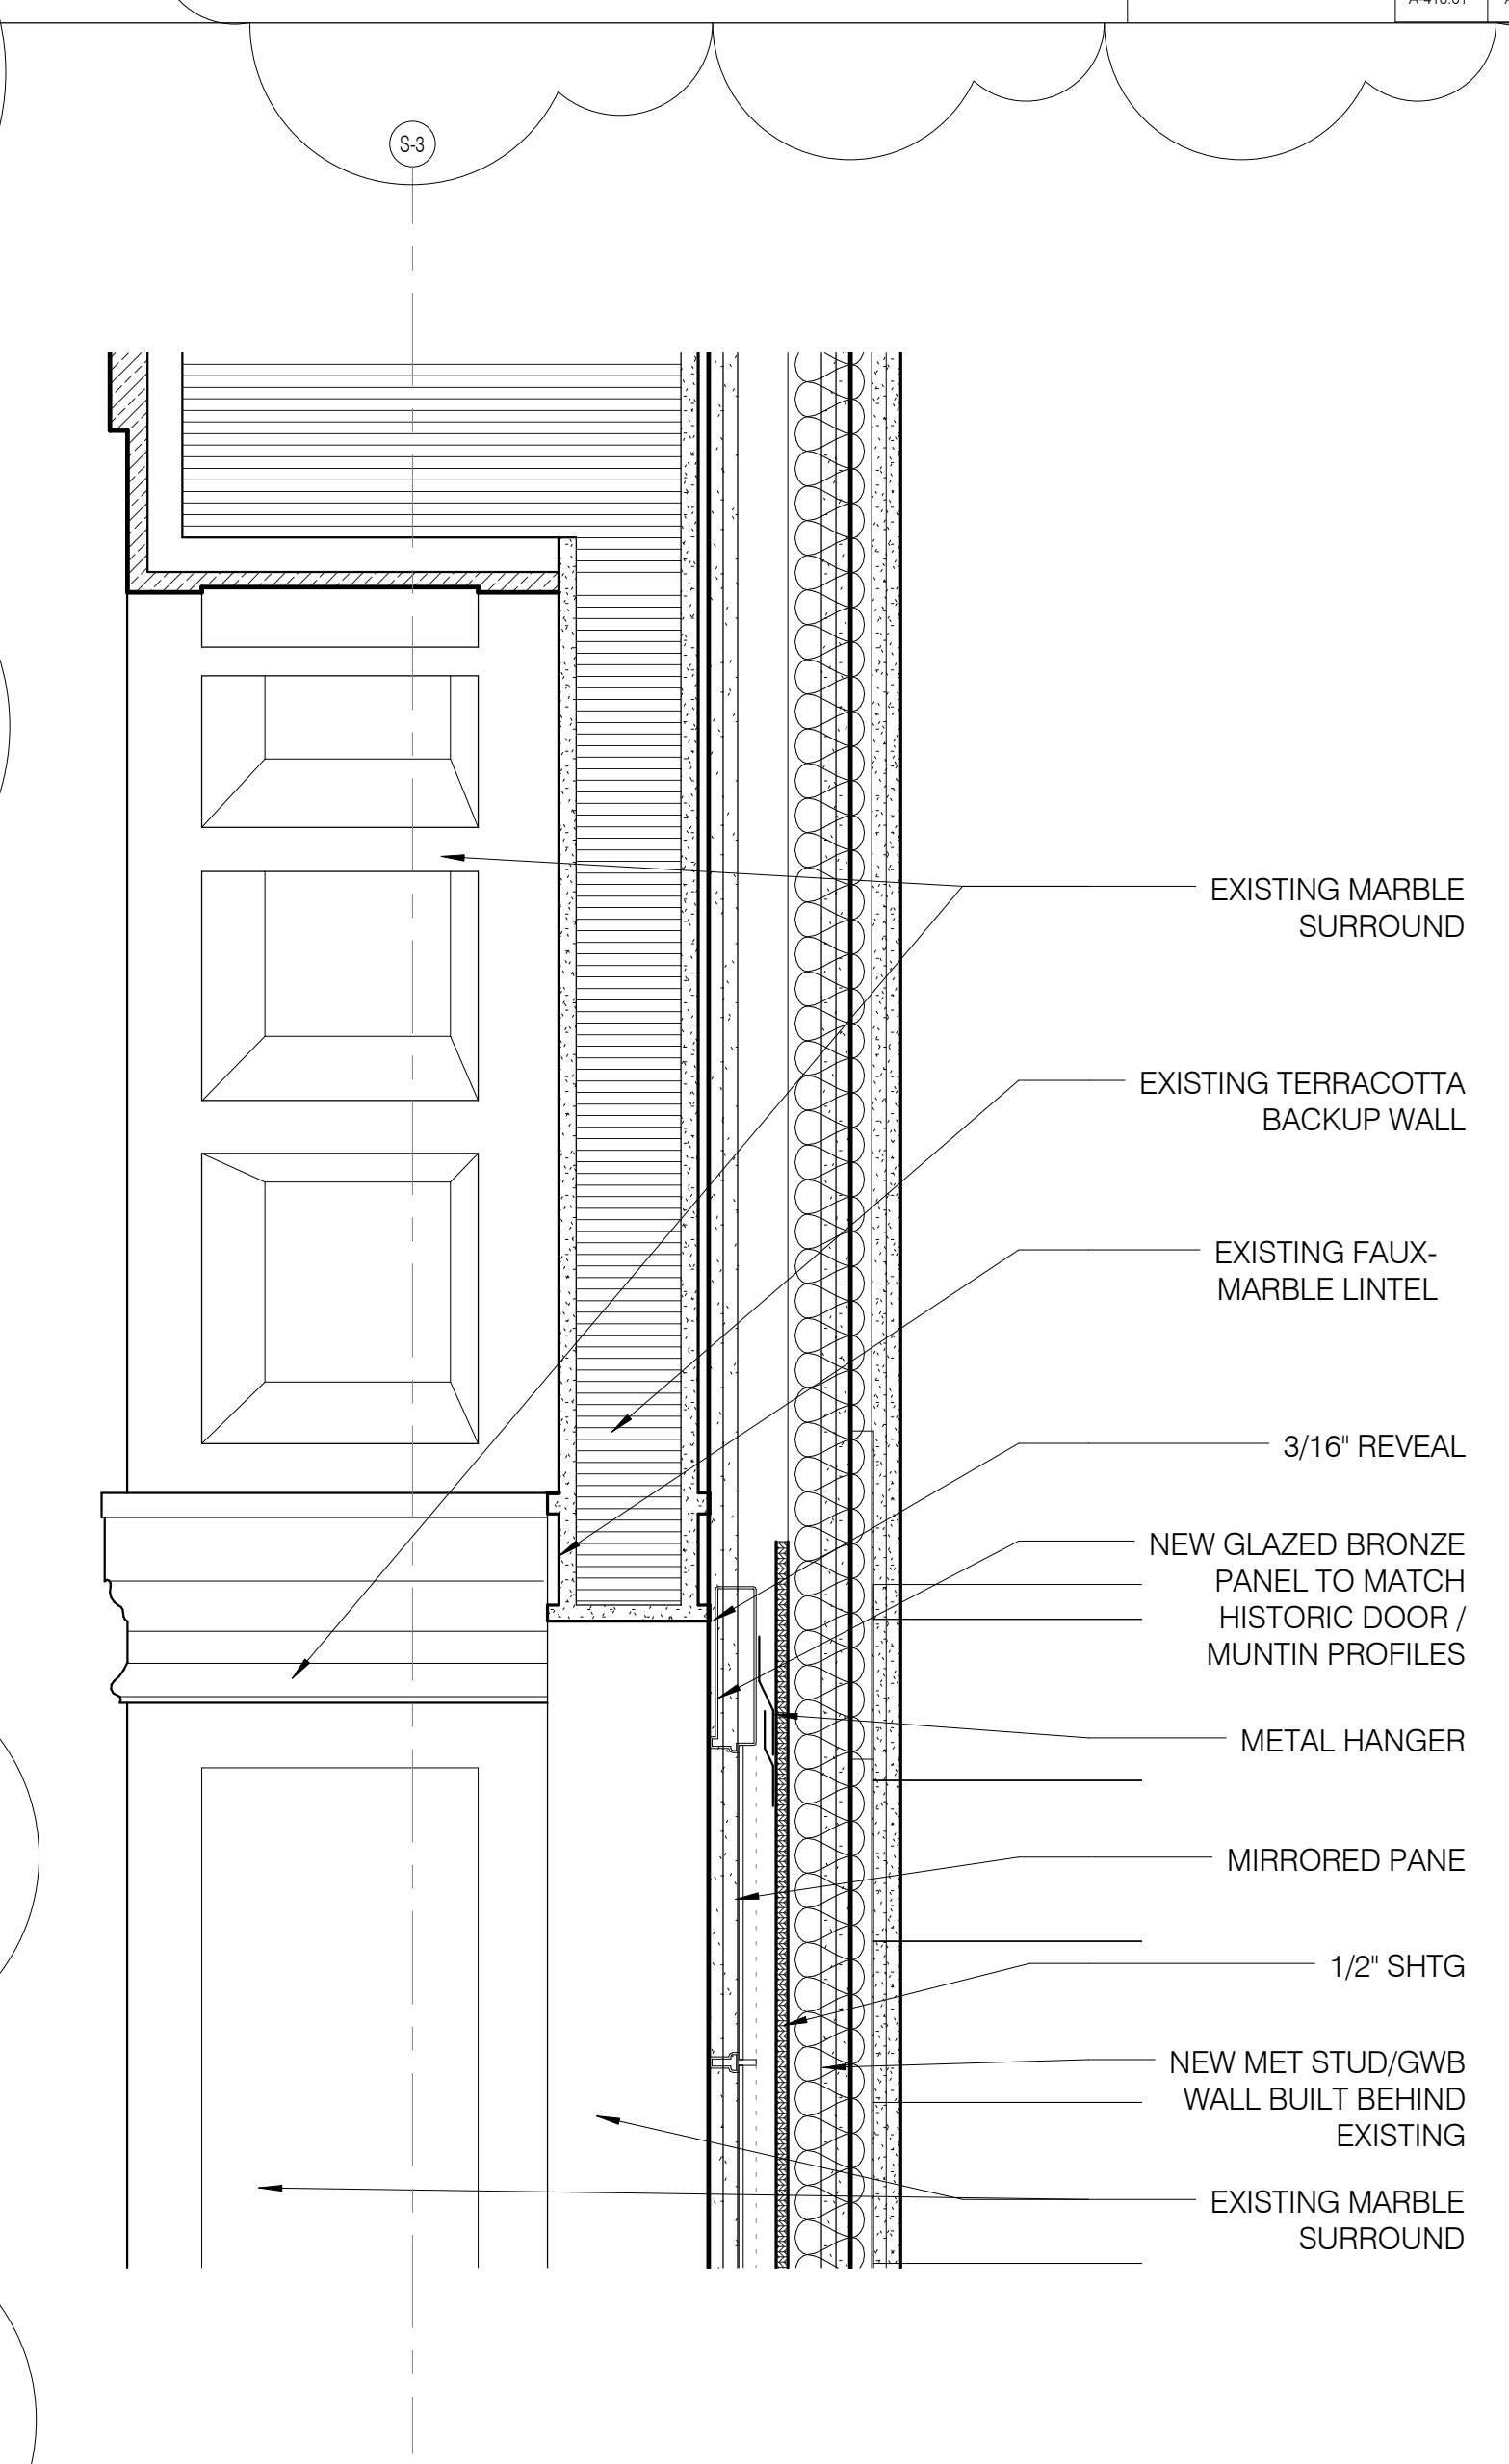 S-3
EXISTING MARBLE
SURROUND
EXISTING TERRACOTTA
BACKUP WALL
EXISTING FAUX-
MARBLE LINTEL
3/16" REVEAL
NEW GLAZED BRONZE
PANEL TO MATCH
HISTORIC DOOR /
MUNTIN PROFILES
METAL HANGER
MIRRORED PANE
1/2" SHTG
NEW MET STUD/GWB
WALL BUILT BEHIND
EXISTING
EXISTING MARBLE
SURROUND